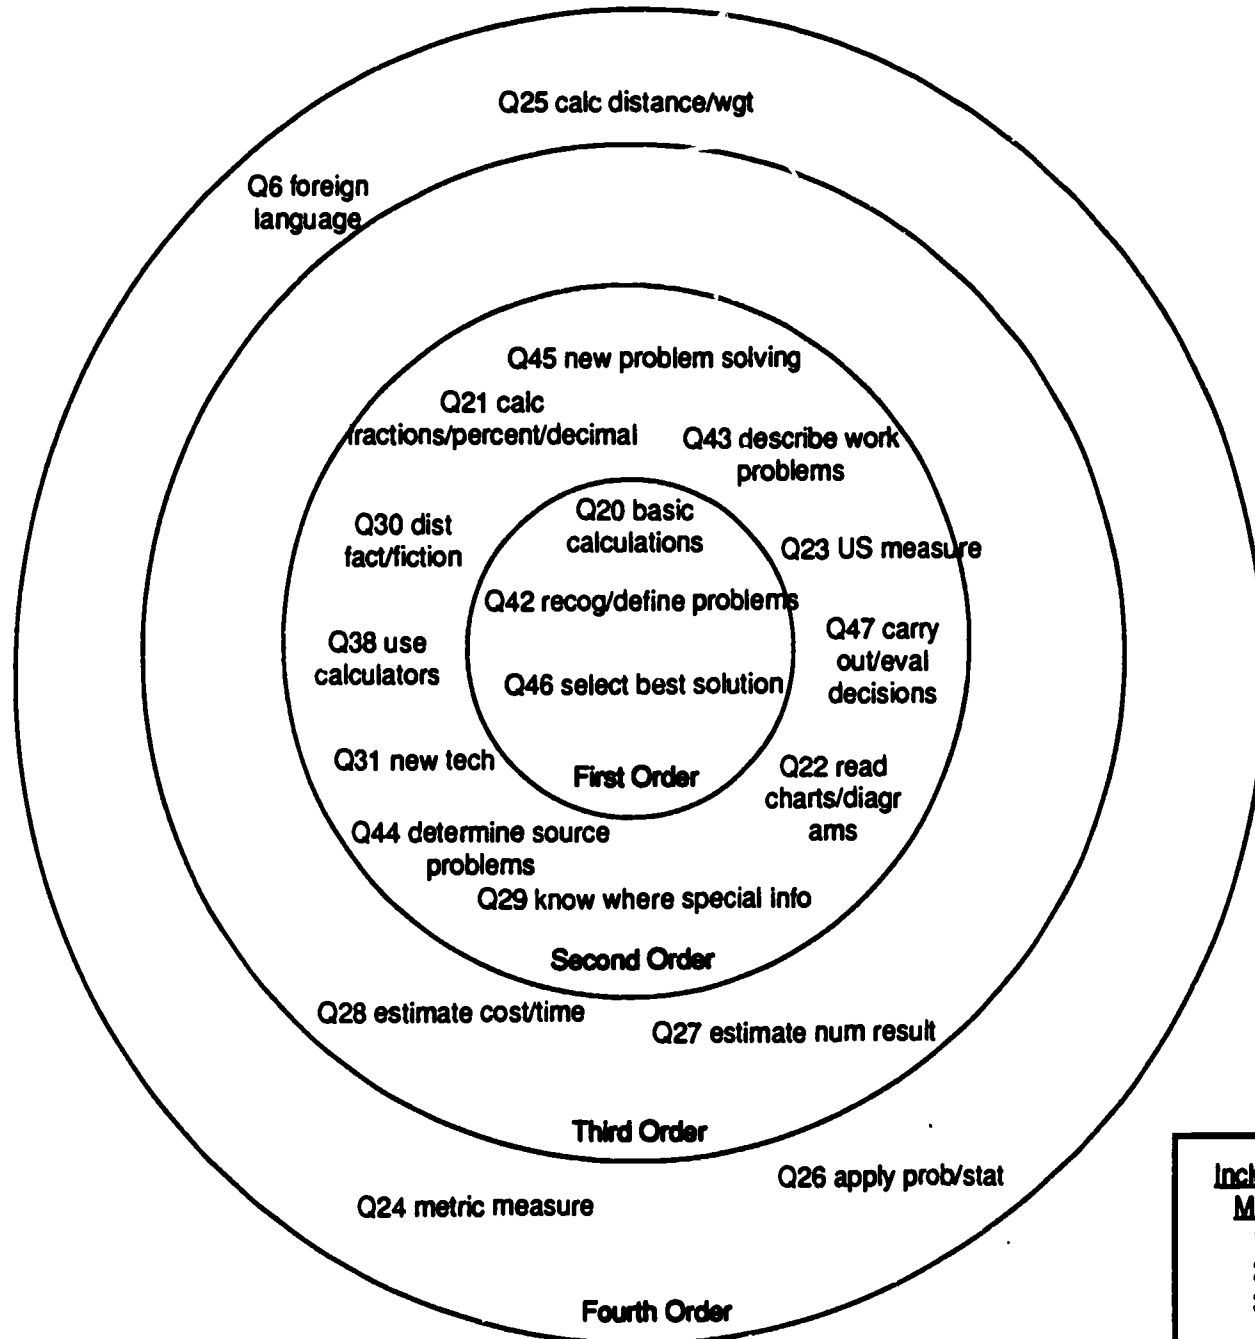 Q25 calc distance/wgt
Q6 foreign
language
Q45 new problem solving
Q21 calc
fractions/percent/decimal
Q43 describe work
problems
Q20 basic
calculations
Q30 dist
fact/fiction
Q23 US measure
Q42 recog/define problems
Q38 use
calculators
Q47 carry
out/eval
decisions
Q46 select best solution
Q31 new tech
First Order
Q22 read
charts/diagr
ams
Q44 determine source
problems
Q29 know where special info
Second Order
Q28 estimate cost/time
Q27 estimate num result
Third Order
Q26 apply prob/stat
Q24 metric measure
Fourth Order